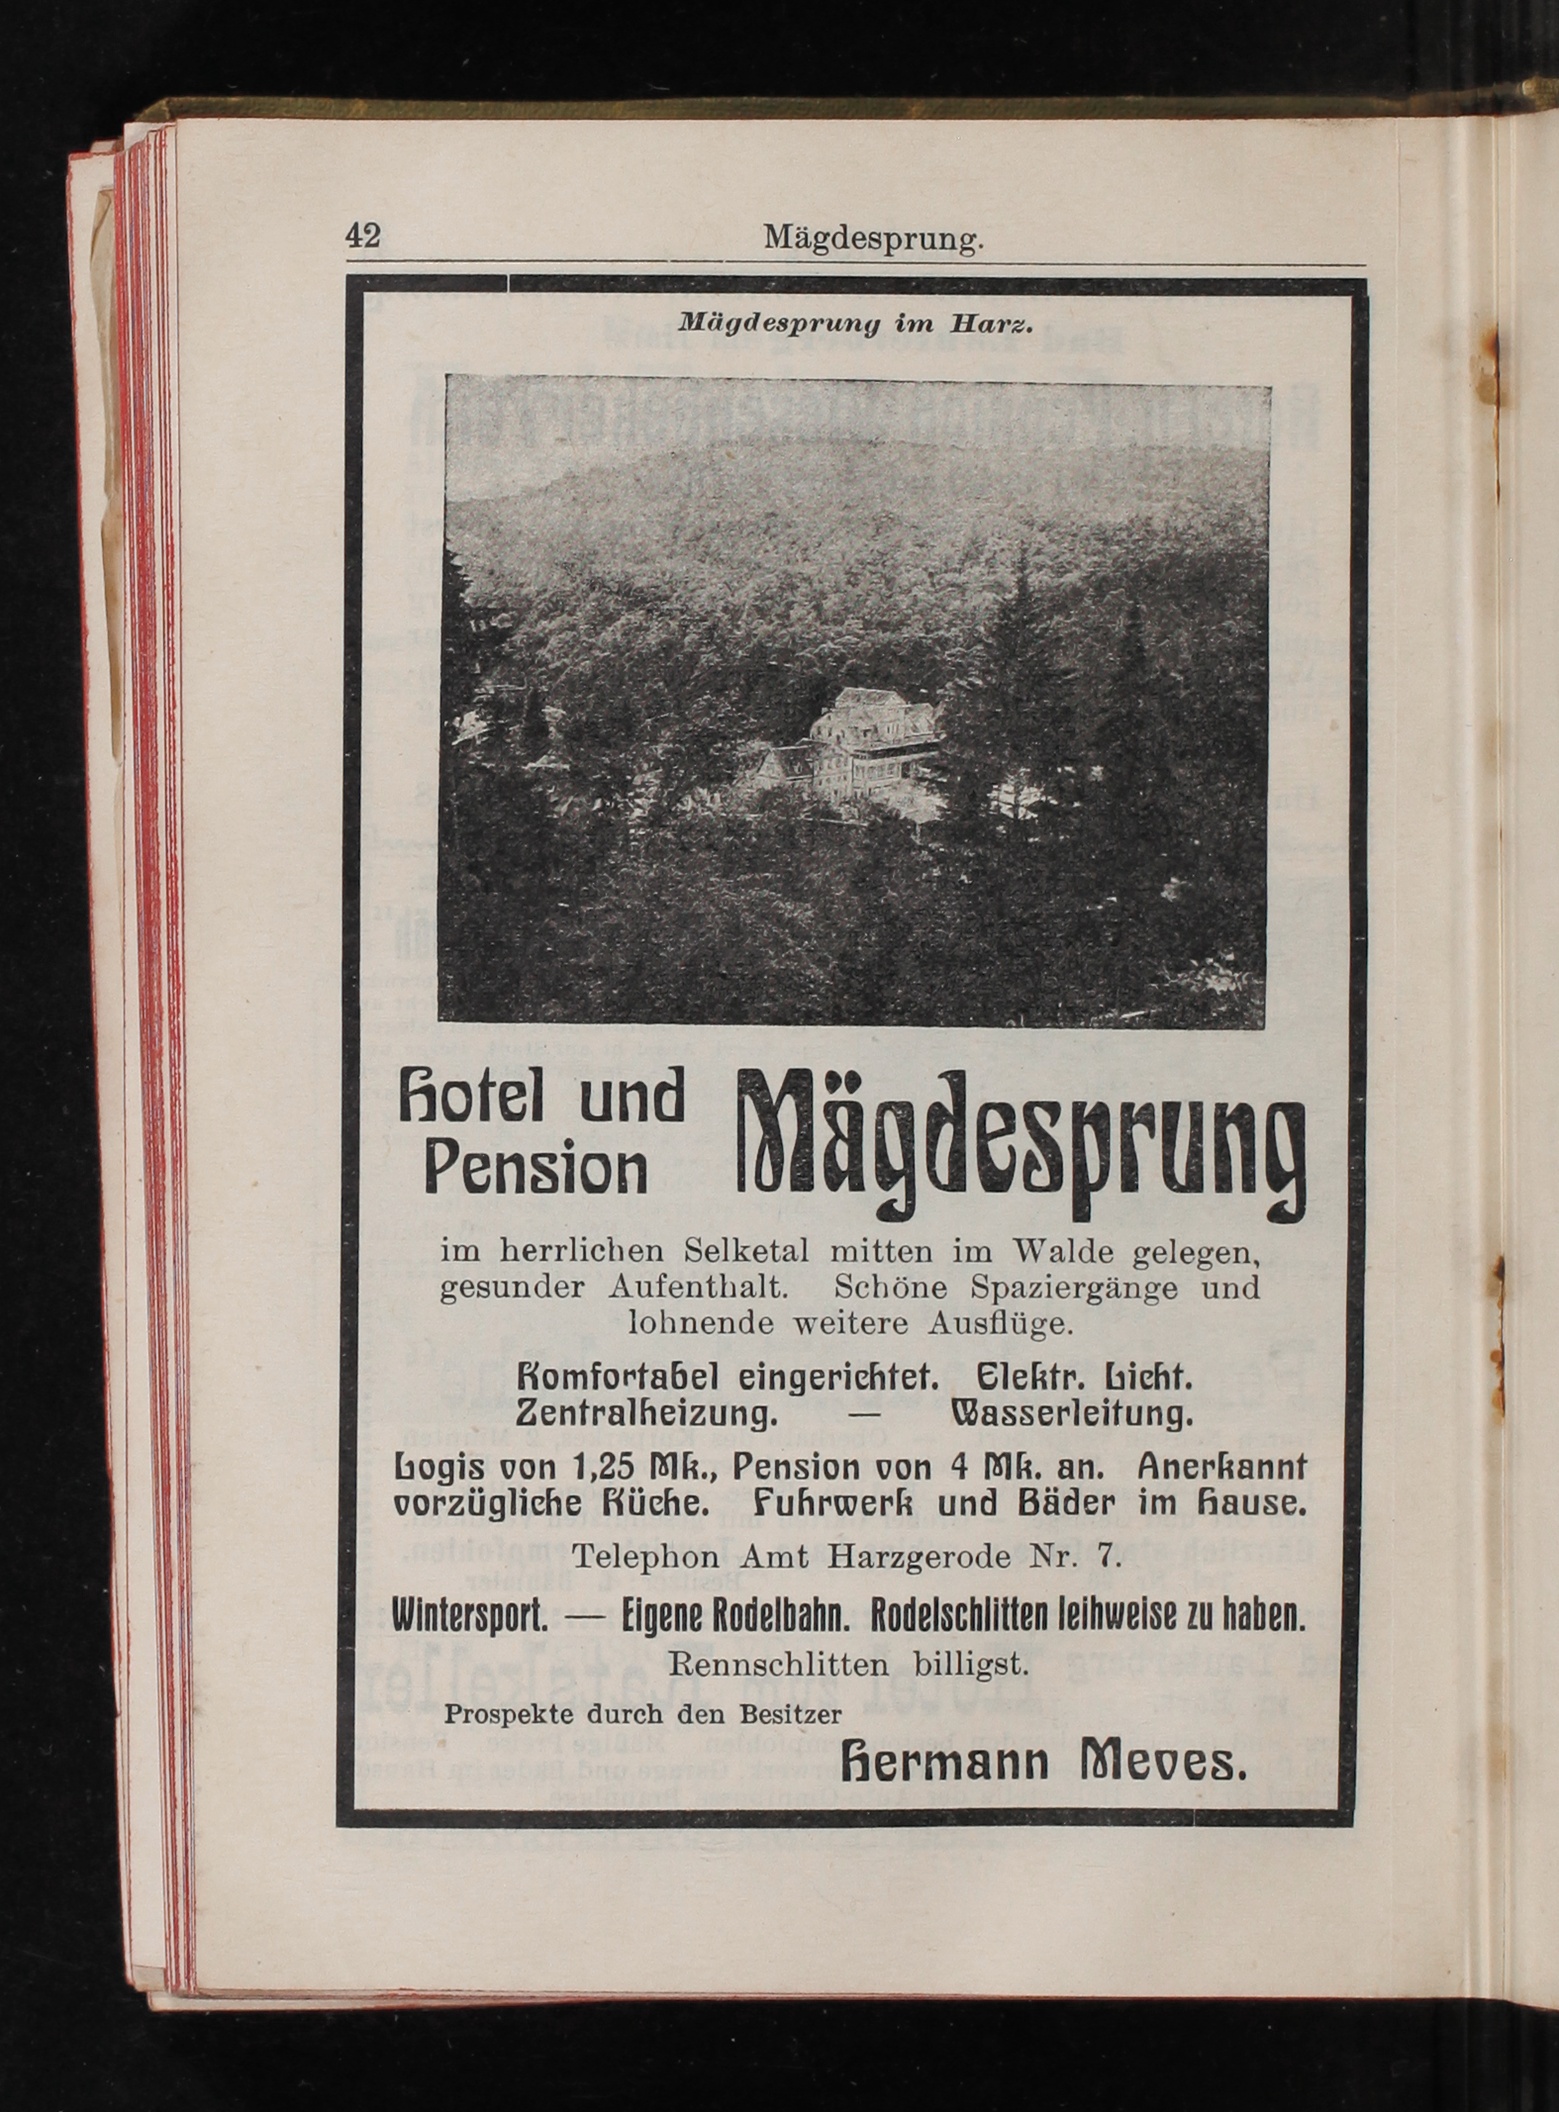 42
Mägdesprung.
Mägdesprung im Harz.
Hotel und
Pension
Mägdesprung
im herrlichen Selketal mitten im Walde gelegen,
gesunder Aufenthalt. Schöne Spaziergänge und
lohnende weitere Ausflüge.
Komfortabel eingerichtet. Elektr. Licht.
Zentralheizung. — Wasserleitung.
Logis von 1,25 Mk., Pension von 4 Mk. an. Anerkannt
vorzügliche Küche. Fuhrwerk und Bäder im Hause.
Telephon Amt Harzgerode Nr. 7.
Wintersport. — Eigene Rodelbahn. Rodelschlitten leihweise zu haben.
Rennschlitten billigst.
Prospekte durch den Besitzer
Hermann Meves.